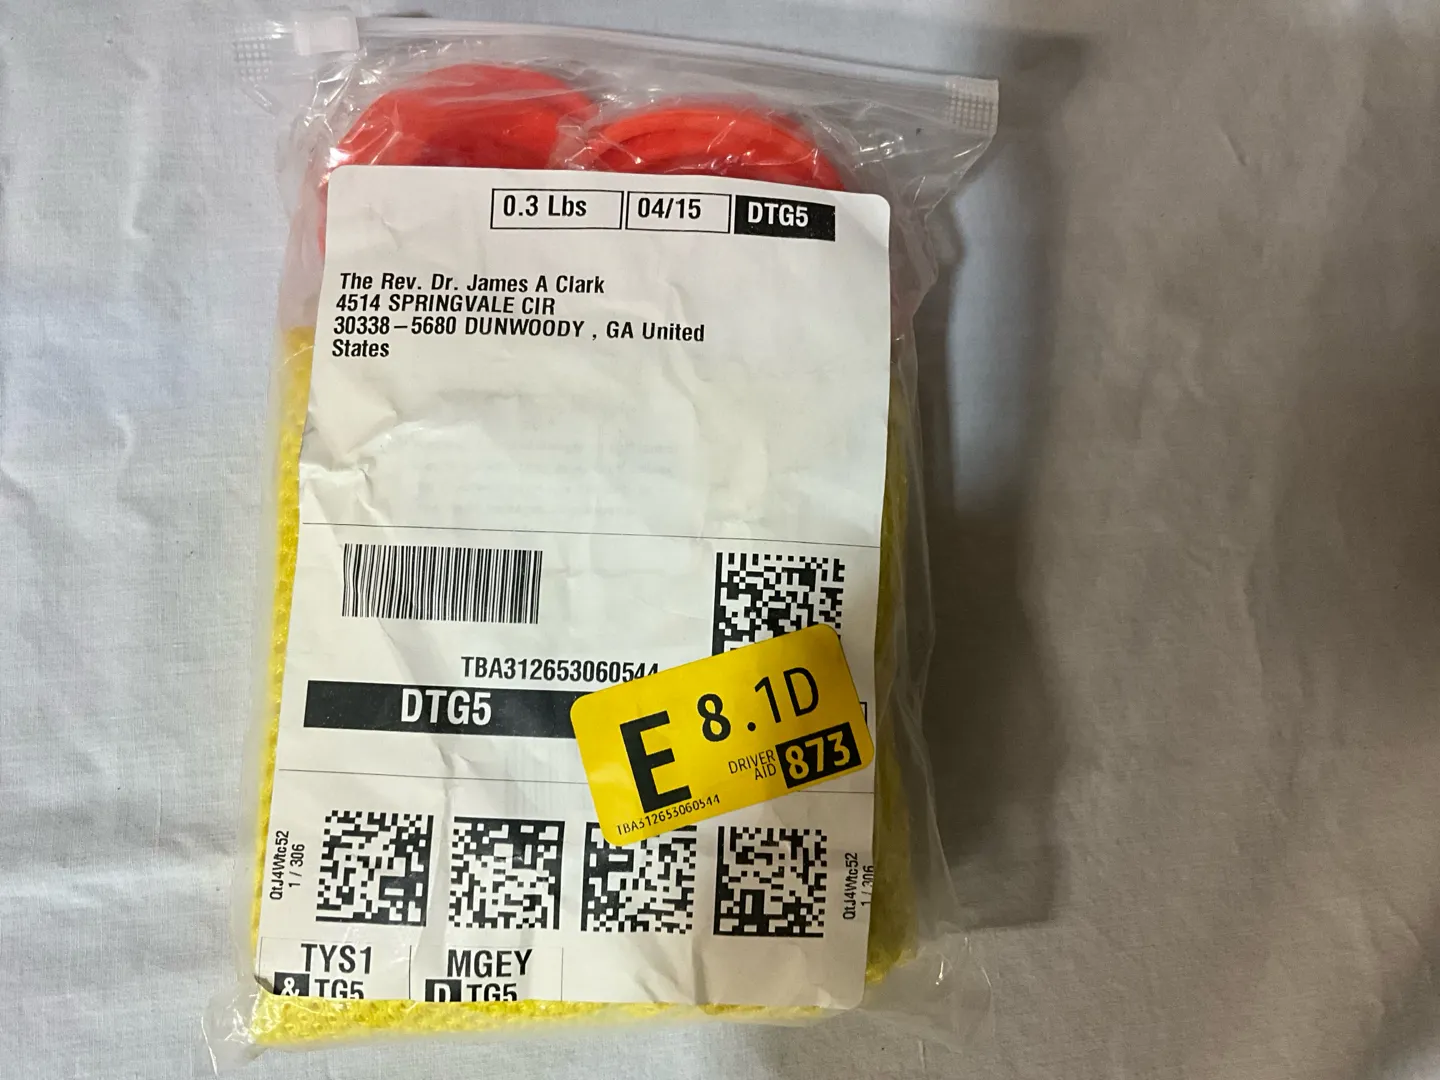 0.3 Lbs 04/15 DTG5
The Rev. Dr. James A Clark
4514 SPRINGVALE CIR
30338-5680 DUNWOODY , GA United
States
TBA312653060544
DTG5
E 8.1D
DRIVER
AID 873
TBA312653060544
QtJ4Wtc52
1 / 306
QtJ4Wtc52
1 / 306
TYS1 MGEY
& TG5 D TG5